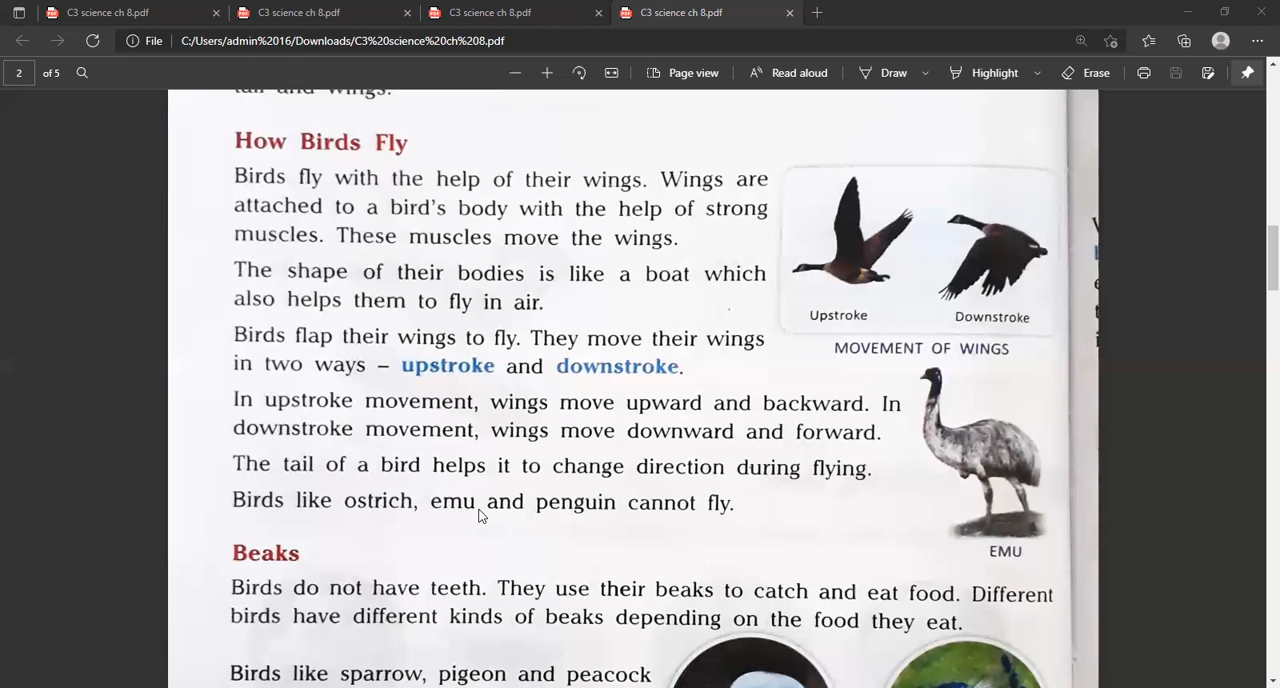 C3 science ch 8.pdf
C3 science ch 8.pdf
C3 science ch 8.pdf
C3 science ch 8.pdf
File
C:/Users/admin%2016/Downloads/C3%20science%20ch%208.pdf
2
of 5
Page view
Read aloud
Draw
Highlight
Erase
tail and wings.
How Birds Fly
Birds fly with the help of their wings. Wings are
attached to a bird's body with the help of strong
muscles. These muscles move the wings.
The shape of their bodies is like a boat which
also helps them to fly in air.
Upstroke
Downstroke
MOVEMENT OF WINGS
Birds flap their wings to fly. They move their wings
in two ways – upstroke and downstroke.
In upstroke movement, wings move upward and backward. In
downstroke movement, wings move downward and forward.
The tail of a bird helps it to change direction during flying.
Birds like ostrich, emu and penguin cannot fly.
EMU
Beaks
Birds do not have teeth. They use their beaks to catch and eat food. Different
birds have different kinds of beaks depending on the food they eat.
Birds like sparrow, pigeon and peacock